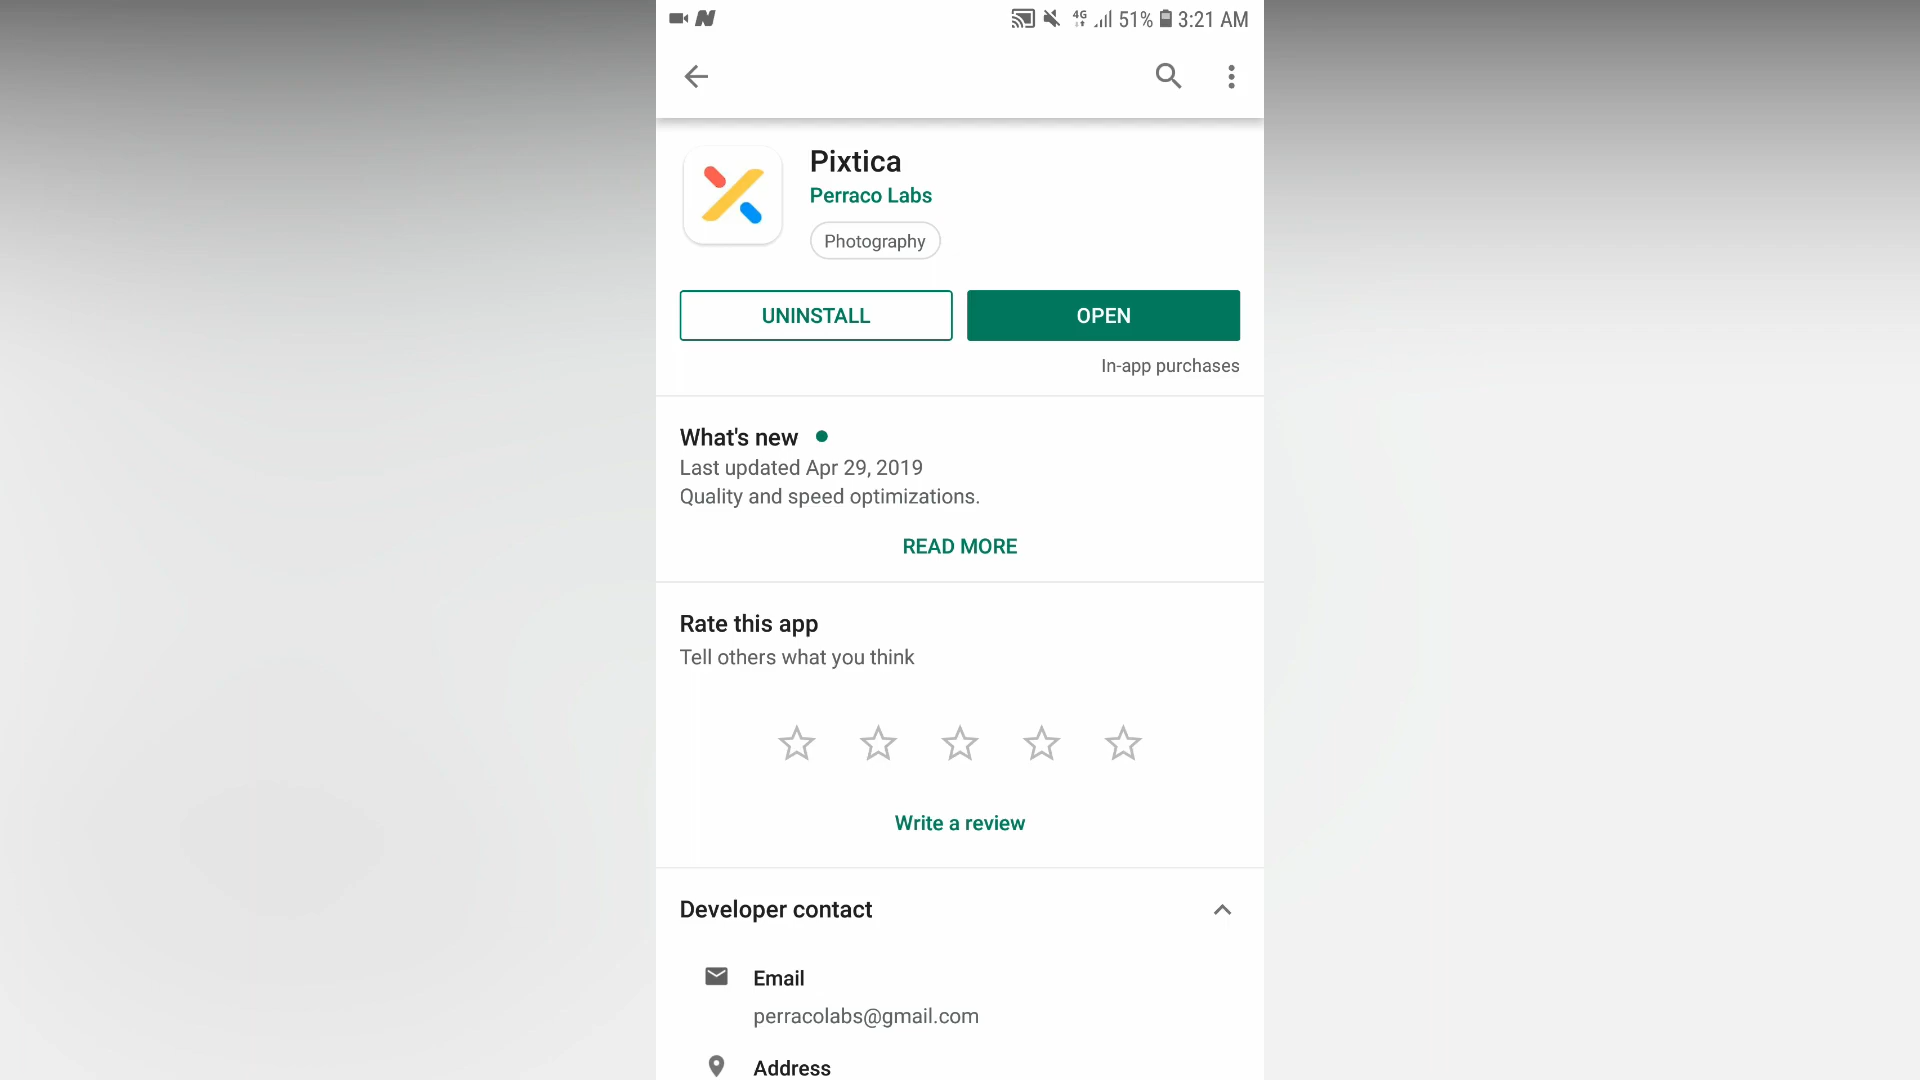 4G 51% 3:21 AM
Pixtica
Perraco Labs
Photography
UNINSTALL
OPEN
In-app purchases
What's new
Last updated Apr 29, 2019
Quality and speed optimizations.
READ MORE
Rate this app
Tell others what you think
Write a review
Developer contact
Email
perracolabs@gmail.com
Address